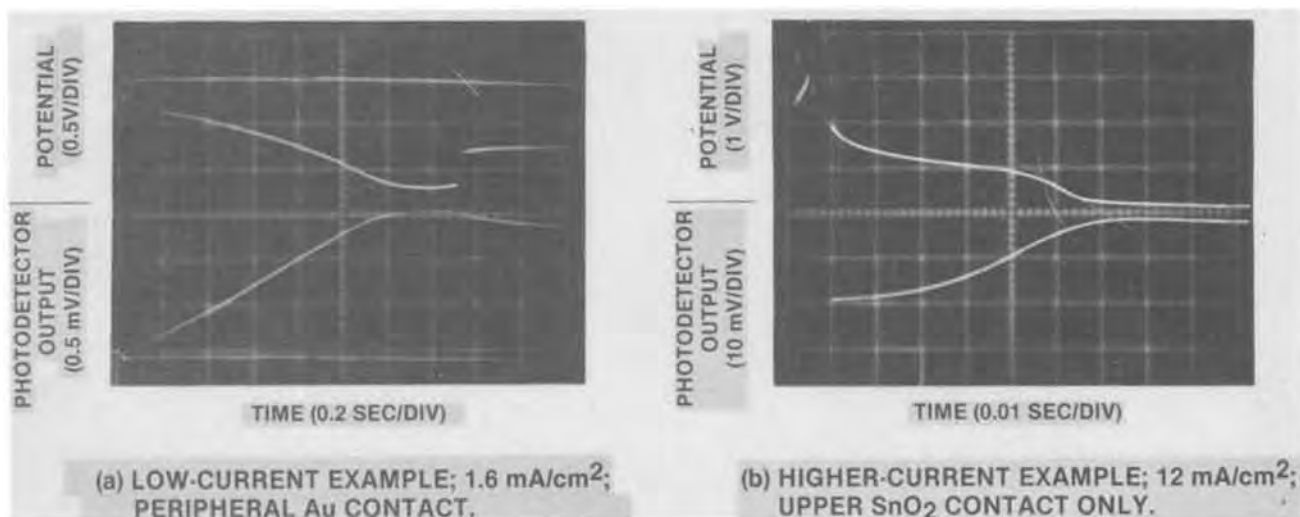 POTENTIAL
(0.5V/DIV)
PHOTODETECTOR
OUTPUT
(0.5 mV/DIV)
TIME (0.2 SEC/DIV)
(a) LOW-CURRENT EXAMPLE; 1.6 mA/cm²;
PERIPHERAL Au CONTACT.
POTENTIAL
(1 V/DIV)
PHOTODETECTOR
OUTPUT
(10 mV/DIV)
TIME (0.01 SEC/DIV)
(b) HIGHER-CURRENT EXAMPLE; 12 mA/cm²;
UPPER SnO₂ CONTACT ONLY.